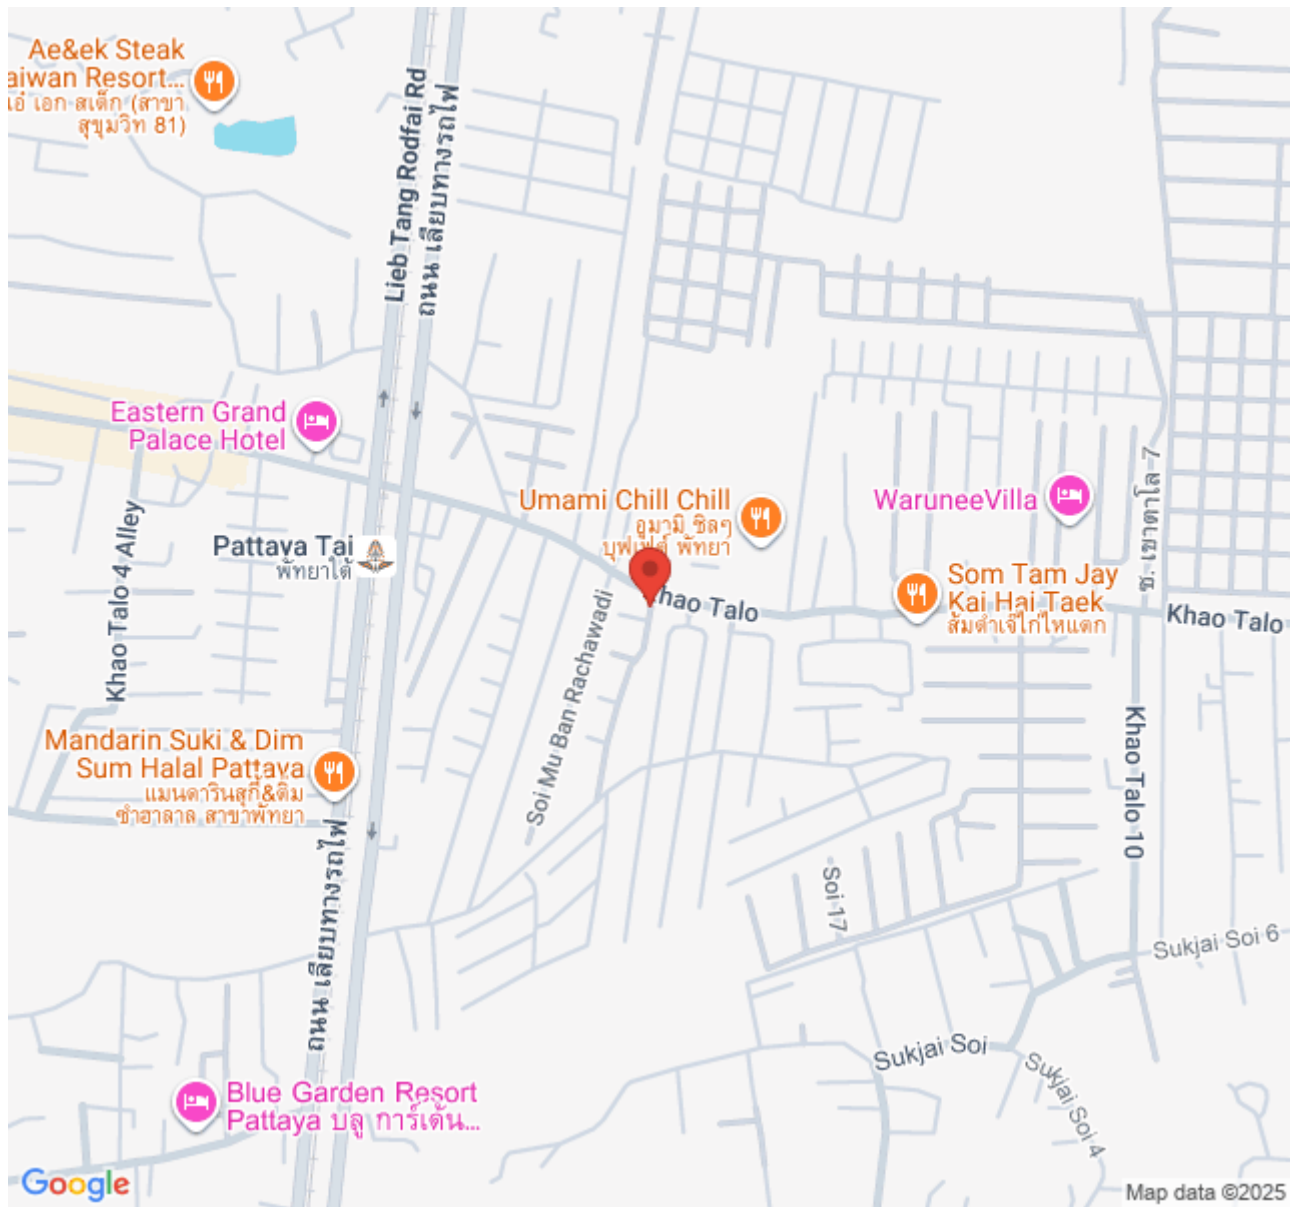 Ae&ek Steak
aiwan Resort...
เอ๋ เอก สเต็ก (สาขา
สุขุมวิท 81)
Lieb Tang Rodfai Rd
ถนน เลียบทางรถไฟ
Eastern Grand
Palace Hotel
Umami Chill Chill
อูมามิ ชิลๆ
บุฟเฟ่ต์ พัทยา
WaruneeVilla
ซ. เขาตาโล 7
Khao Talo 4 Alley
Pattaya Tai
พัทยาใต้
Som Tam Jay
Kai Hai Taek
ส้มตำเจ๊ไก่ไหแตก
Khao Talo
Khao Talo
Soi Mu Ban Rachawadi
Mandarin Suki & Dim
Sum Halal Pattaya
แมนดารินสุกี้&ติ่ม
ซำฮาลาล สาขาพัทยา
Khao Talo 10
Soi 17
ถนน เลียบทางรถไฟ
Sukjai Soi 6
Sukjai Soi
Sukjai Soi 4
Blue Garden Resort
Pattaya บลู การ์เด้น...
Google
Map data ©2025